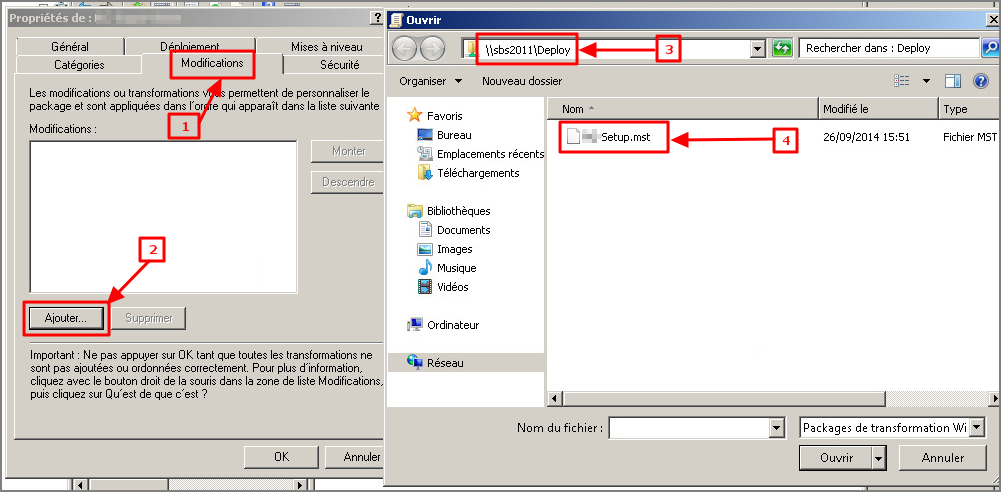 Propriétés de :
Général
Déploiement
Mises à niveau
Catégories
Modifications
Sécurité
Les modifications ou transformations vous permettent de personnaliser le
package et sont appliquées dans l'ordre qui apparaît dans la liste suivante
1
Modifications :
Monter
Descendre
2
Ajouter...
Supprimer
Important : Ne pas appuyer sur OK tant que toutes les transformations ne
sont pas ajoutées ou ordonnées correctement. Pour plus d'information,
cliquez avec le bouton droit de la souris dans la zone de liste Modifications,
puis cliquez sur Qu'est de que c'est ?
OK
Annuler
Ouvrir
\\sbs2011\Deploy
3
Rechercher dans : Deploy
Organiser
Nouveau dossier
Favoris
Bureau
Emplacements récents
Téléchargements
Bibliothèques
Documents
Images
Musique
Vidéos
Ordinateur
Réseau
Nom
Modifié le
Type
Setup.mst
4
26/09/2014 15:51
Fichier MST
Nom du fichier :
Packages de transformation Wi
Ouvrir
Annuler